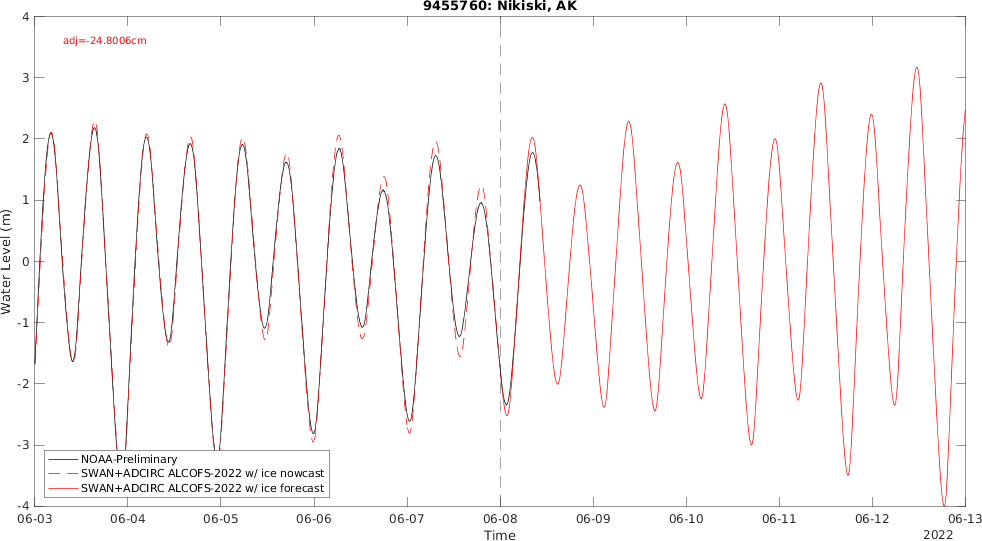 9455760: Nikiski, AK
adj=-24.8006cm
4
3
2
1
0
-1
-2
-3
-4
Water Level (m)
NOAA-Preliminary
SWAN+ADCIRC ALCOFS-2022 w/ ice nowcast
SWAN+ADCIRC ALCOFS-2022 w/ ice forecast
06-03 06-04 06-05 06-06 06-07 06-08 06-09 06-10 06-11 06-12 06-13
Time
2022